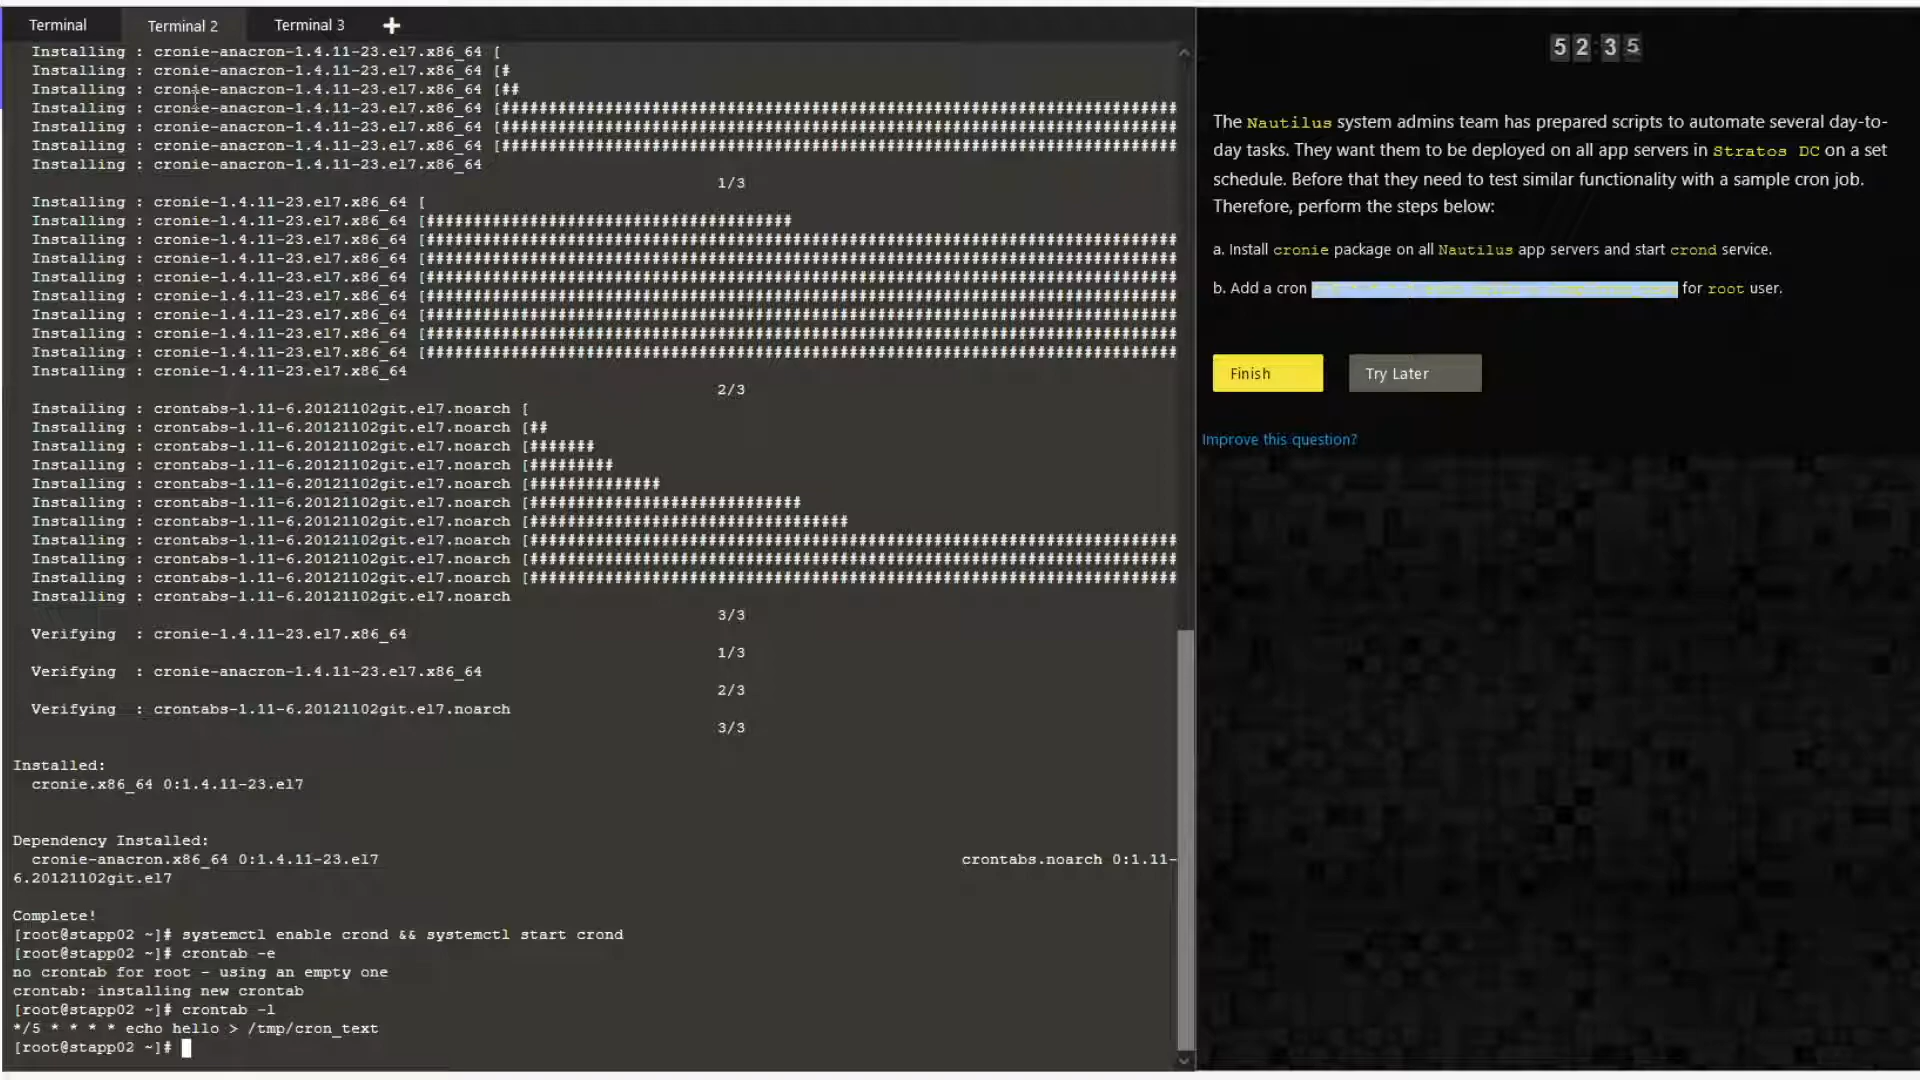 Terminal
Terminal 2
Terminal 3
+
Installing : cronie-anacron-1.4.11-23.el7.x86_64 [
Installing : cronie-anacron-1.4.11-23.el7.x86_64 [#
Installing : cronie-anacron-1.4.11-23.el7.x86_64 [##
Installing : cronie-anacron-1.4.11-23.el7.x86_64 [########################################################################
Installing : cronie-anacron-1.4.11-23.el7.x86_64 [########################################################################
Installing : cronie-anacron-1.4.11-23.el7.x86_64 [########################################################################
Installing : cronie-anacron-1.4.11-23.el7.x86_64
1/3
Installing : cronie-1.4.11-23.el7.x86_64 [
Installing : cronie-1.4.11-23.el7.x86_64 [#######################################
Installing : cronie-1.4.11-23.el7.x86_64 [################################################################################
Installing : cronie-1.4.11-23.el7.x86_64 [################################################################################
Installing : cronie-1.4.11-23.el7.x86_64 [################################################################################
Installing : cronie-1.4.11-23.el7.x86_64 [################################################################################
Installing : cronie-1.4.11-23.el7.x86_64 [################################################################################
Installing : cronie-1.4.11-23.el7.x86_64 [################################################################################
Installing : cronie-1.4.11-23.el7.x86_64 [################################################################################
Installing : cronie-1.4.11-23.el7.x86_64
2/3
Installing : crontabs-1.11-6.20121102git.el7.noarch [
Installing : crontabs-1.11-6.20121102git.el7.noarch [##
Installing : crontabs-1.11-6.20121102git.el7.noarch [#######
Installing : crontabs-1.11-6.20121102git.el7.noarch [#########
Installing : crontabs-1.11-6.20121102git.el7.noarch [##############
Installing : crontabs-1.11-6.20121102git.el7.noarch [#############################
Installing : crontabs-1.11-6.20121102git.el7.noarch [##################################
Installing : crontabs-1.11-6.20121102git.el7.noarch [#####################################################################
Installing : crontabs-1.11-6.20121102git.el7.noarch [#####################################################################
Installing : crontabs-1.11-6.20121102git.el7.noarch [#####################################################################
Installing : crontabs-1.11-6.20121102git.el7.noarch
3/3
Verifying : cronie-1.4.11-23.el7.x86_64
1/3
Verifying : cronie-anacron-1.4.11-23.el7.x86_64
2/3
Verifying : crontabs-1.11-6.20121102git.el7.noarch
3/3
Installed:
cronie.x86_64 0:1.4.11-23.el7
Dependency Installed:
cronie-anacron.x86_64 0:1.4.11-23.el7 crontabs.noarch 0:1.11-
6.20121102git.el7
Complete!
[root@stapp02 ~]# systemctl enable crond && systemctl start crond
[root@stapp02 ~]# crontab -e
no crontab for root - using an empty one
crontab: installing new crontab
[root@stapp02 ~]# crontab -l
*/5 * * * * echo hello > /tmp/cron_text
[root@stapp02 ~]#
52:35
The Nautilus system admins team has prepared scripts to automate several day-to-
day tasks. They want them to be deployed on all app servers in Stratos DC on a set
schedule. Before that they need to test similar functionality with a sample cron job.
Therefore, perform the steps below:
a. Install cronie package on all Nautilus app servers and start crond service.
b. Add a cron for root user.
Finish
Try Later
Improve this question?